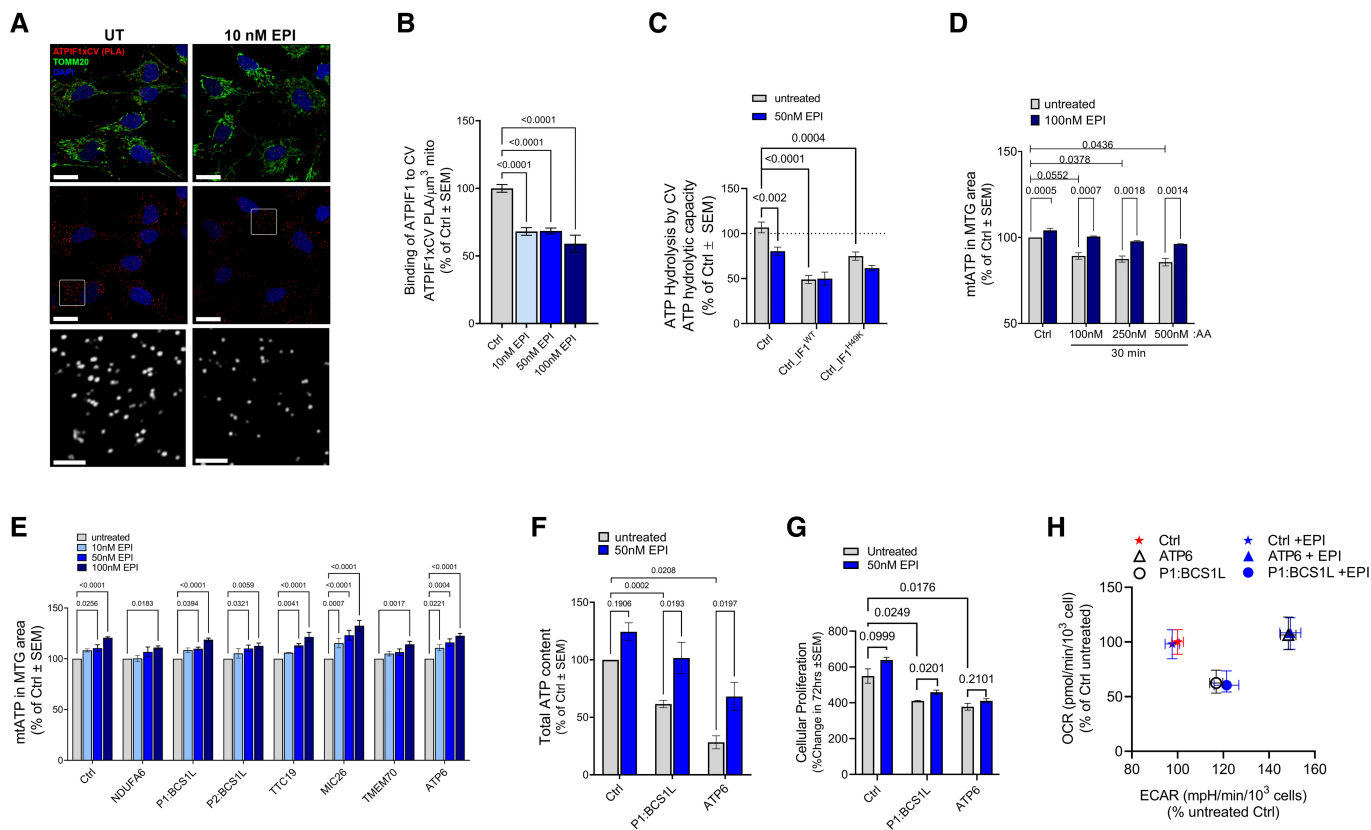 A
UT
10 nM EPI
ATPIF1xCV (PLA)
TOMM20
DAPI
B
Binding of ATPIF1 to CV
ATPIF1xCV PLA/μm³ mito
(% of Ctrl ± SEM)
150
100
50
0
<0.0001
<0.0001
<0.0001
Ctrl
10nM EPI
50nM EPI
100nM EPI
C
untreated
50nM EPI
ATP Hydrolysis by CV
ATP hydrolytic capacity
(% of Ctrl ± SEM)
150
100
50
0
0.0004
<0.0001
<0.002
Ctrl
Ctrl_IF1^WT
Ctrl_IF1^H49K
D
untreated
100nM EPI
mtATP in MTG area
(% of Ctrl ± SEM)
150
100
50
0.0436
0.0378
0.0552
0.0005
0.0007
0.0018
0.0014
Ctrl
100nM
250nM
500nM
:AA
30 min
E
untreated
10nM EPI
50nM EPI
100nM EPI
mtATP in MTG area
(% of Ctrl ± SEM)
150
100
50
0
<0.0001
0.0256
0.0183
<0.0001
0.0394
0.0059
0.0321
<0.0001
0.0041
<0.0001
<0.0001
0.0007
0.0017
<0.0001
0.0004
0.0221
Ctrl
NDUFA6
P1:BCS1L
P2:BCS1L
TTC19
MIC26
TMEM70
ATP6
F
untreated
50nM EPI
Total ATP content
(% of Ctrl ± SEM)
150
100
50
0
0.0208
0.0002
0.1906
0.0193
0.0197
Ctrl
P1:BCS1L
ATP6
G
Untreated
50nM EPI
Cellular Proliferation
(%Change in 72hrs ±SEM)
800
600
400
200
0
0.0176
0.0249
0.0999
0.0201
0.2101
Ctrl
P1:BCS1L
ATP6
H
Ctrl
Ctrl +EPI
ATP6
ATP6 + EPI
P1:BCS1L
P1:BCS1L +EPI
OCR (pmol/min/10³ cell)
(% of Ctrl untreated)
150
100
50
0
80
100
120
140
160
ECAR (mpH/min/10³ cells)
(% untreated Ctrl)